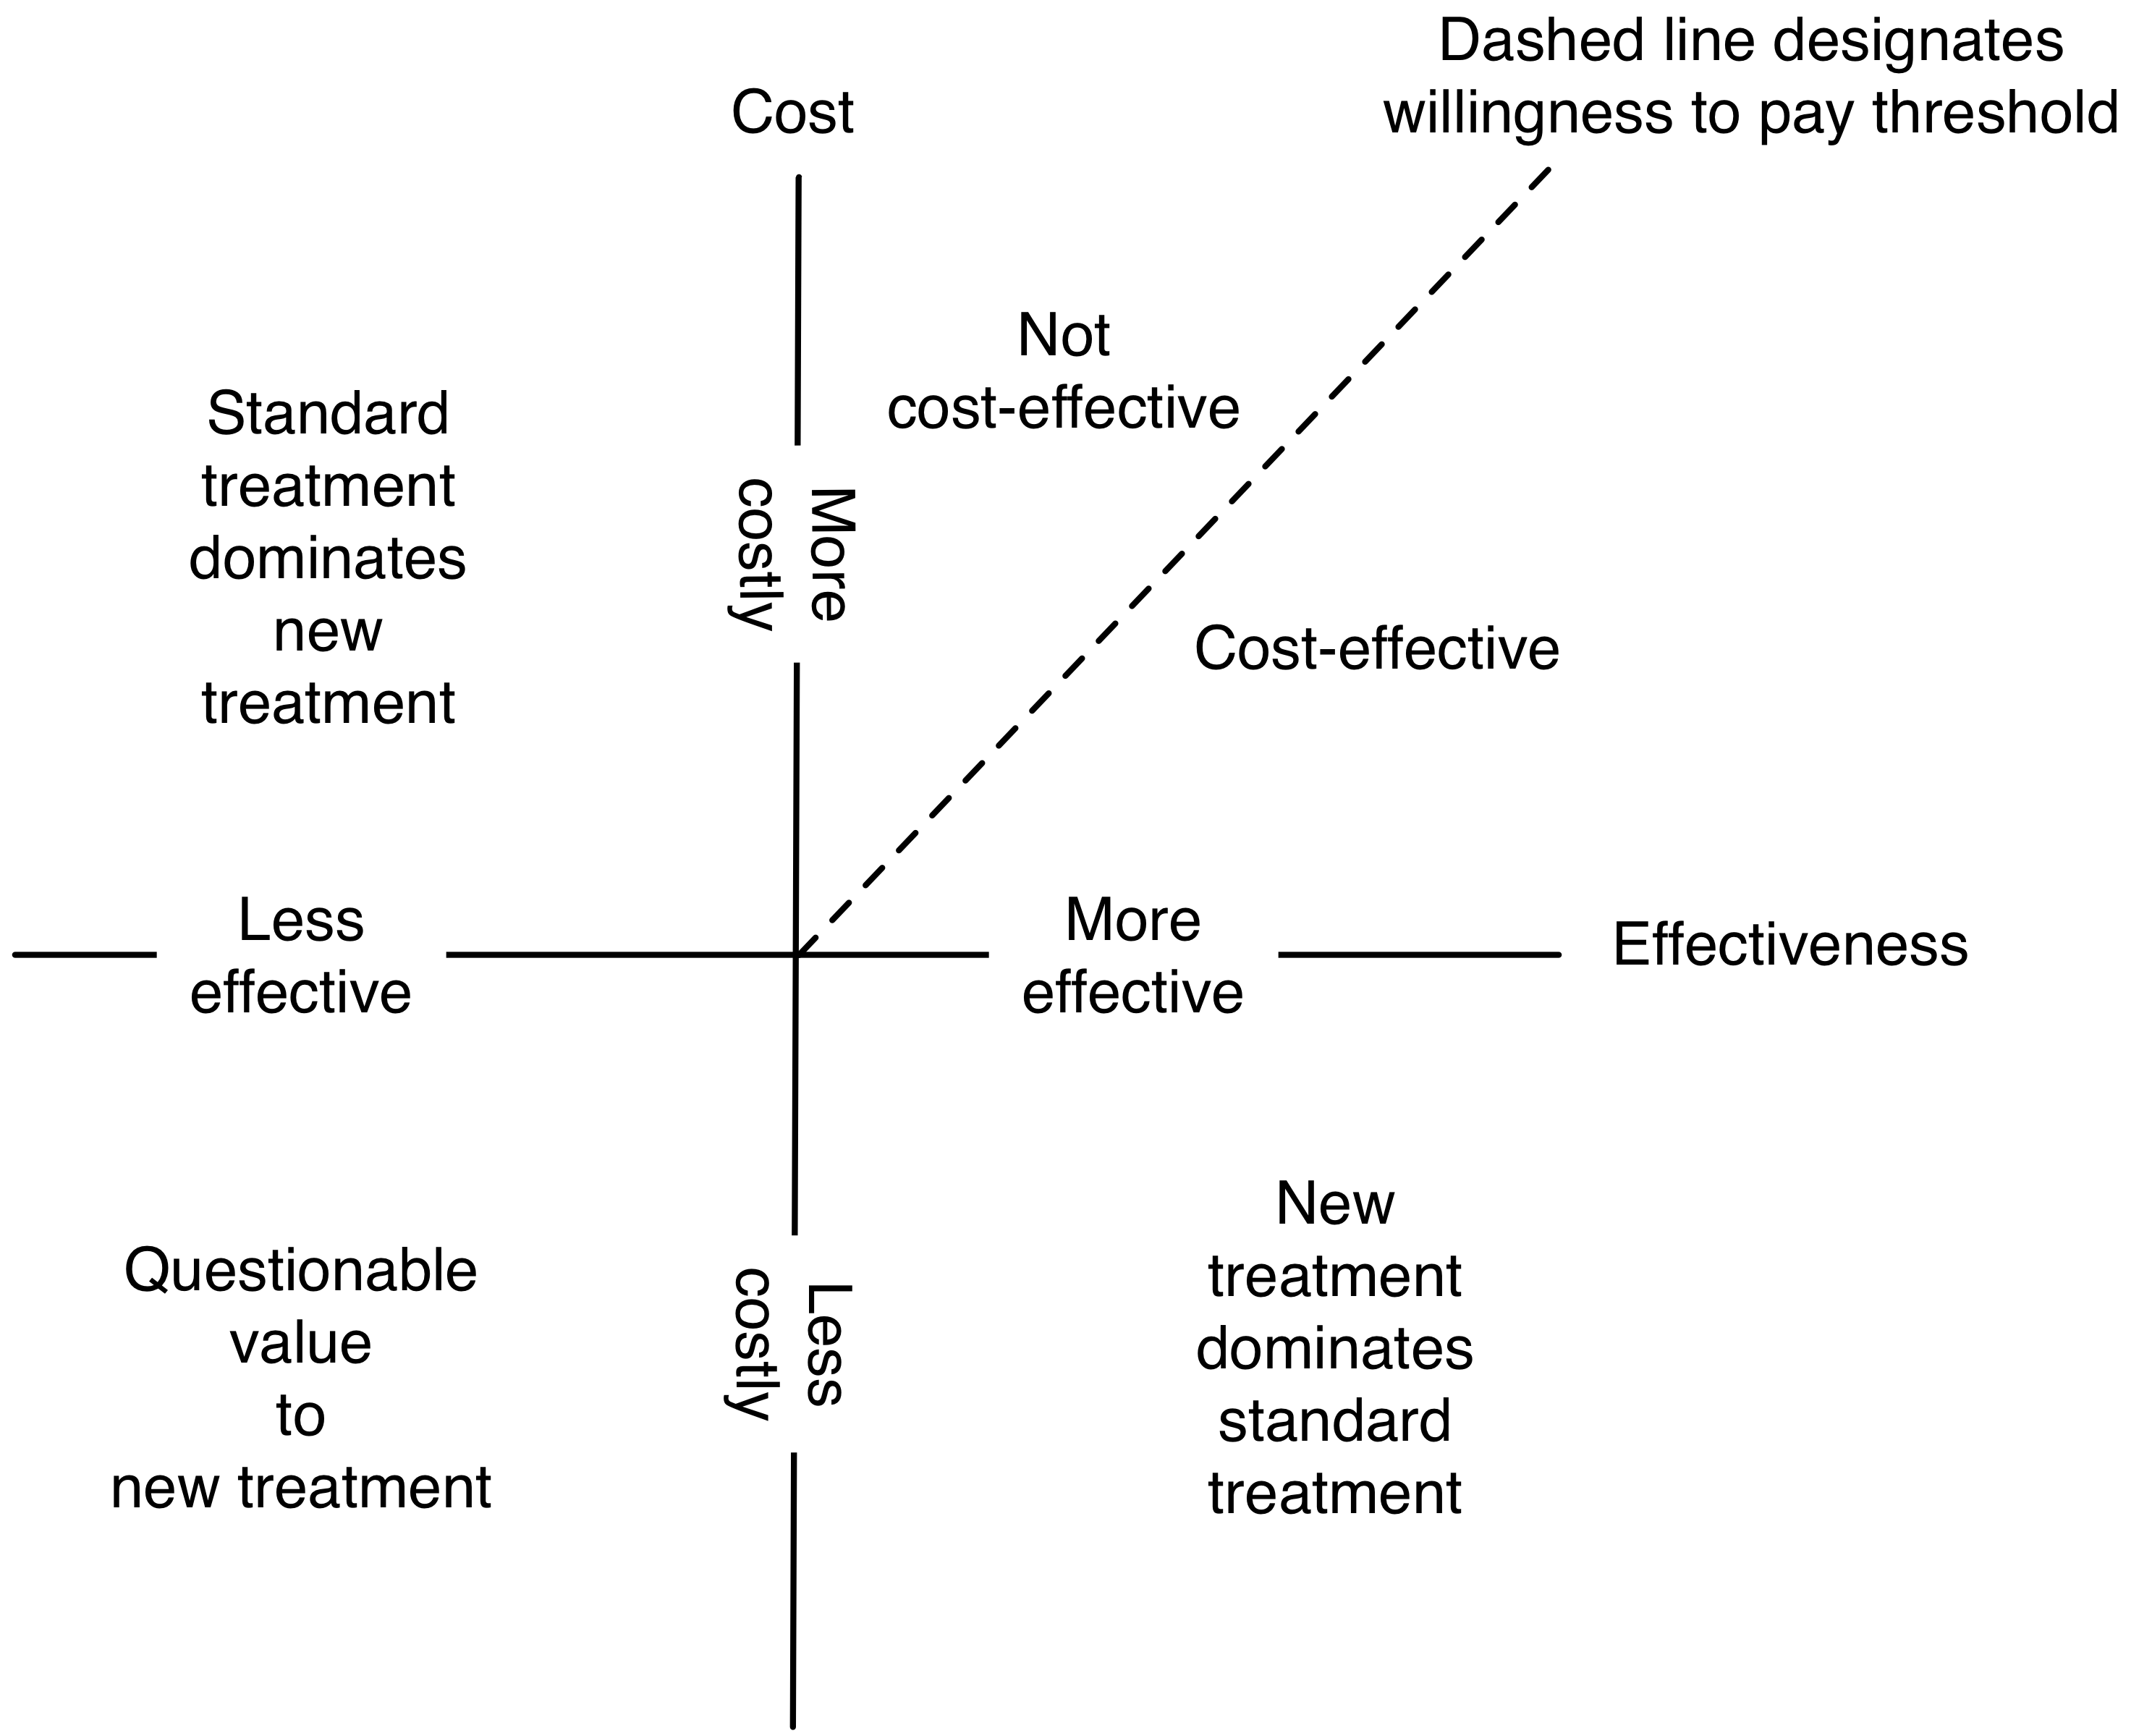 Dashed line designates
willingness to pay threshold
Cost
Not
cost-effective
Standard
treatment
dominates
new
treatment
More
costly
Cost-effective
Less
effective
More
effective
Effectiveness
Questionable
value
to
new treatment
Less
costly
New
treatment
dominates
standard
treatment